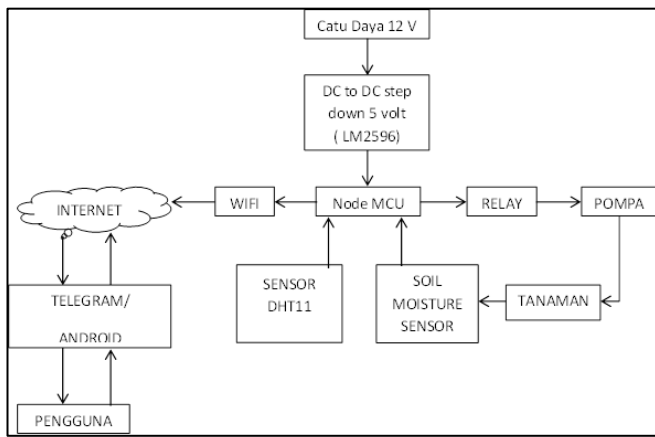 Catu Daya 12 V
DC to DC step
down 5 volt
( LM2596)
INTERNET
WIFI
Node MCU
RELAY
POMPA
SENSOR
DHT11
SOIL
MOISTURE
SENSOR
TANAMAN
TELEGRAM/
ANDROID
PENGGUNA